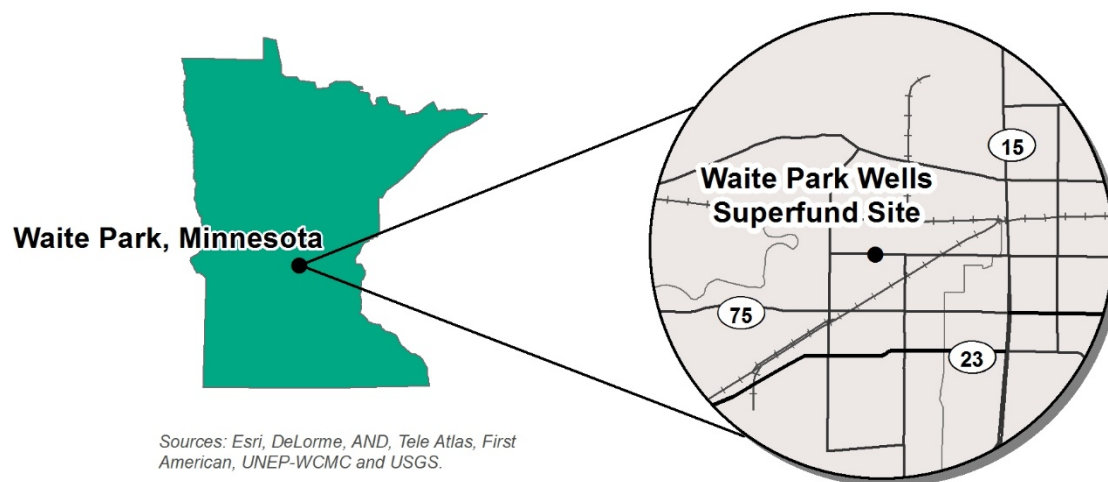 Waite Park, Minnesota
Sources: Esri, DeLorme, AND, Tele Atlas, First
American, UNEP-WCMC and USGS.
15
Waite Park Wells
Superfund Site
75
23